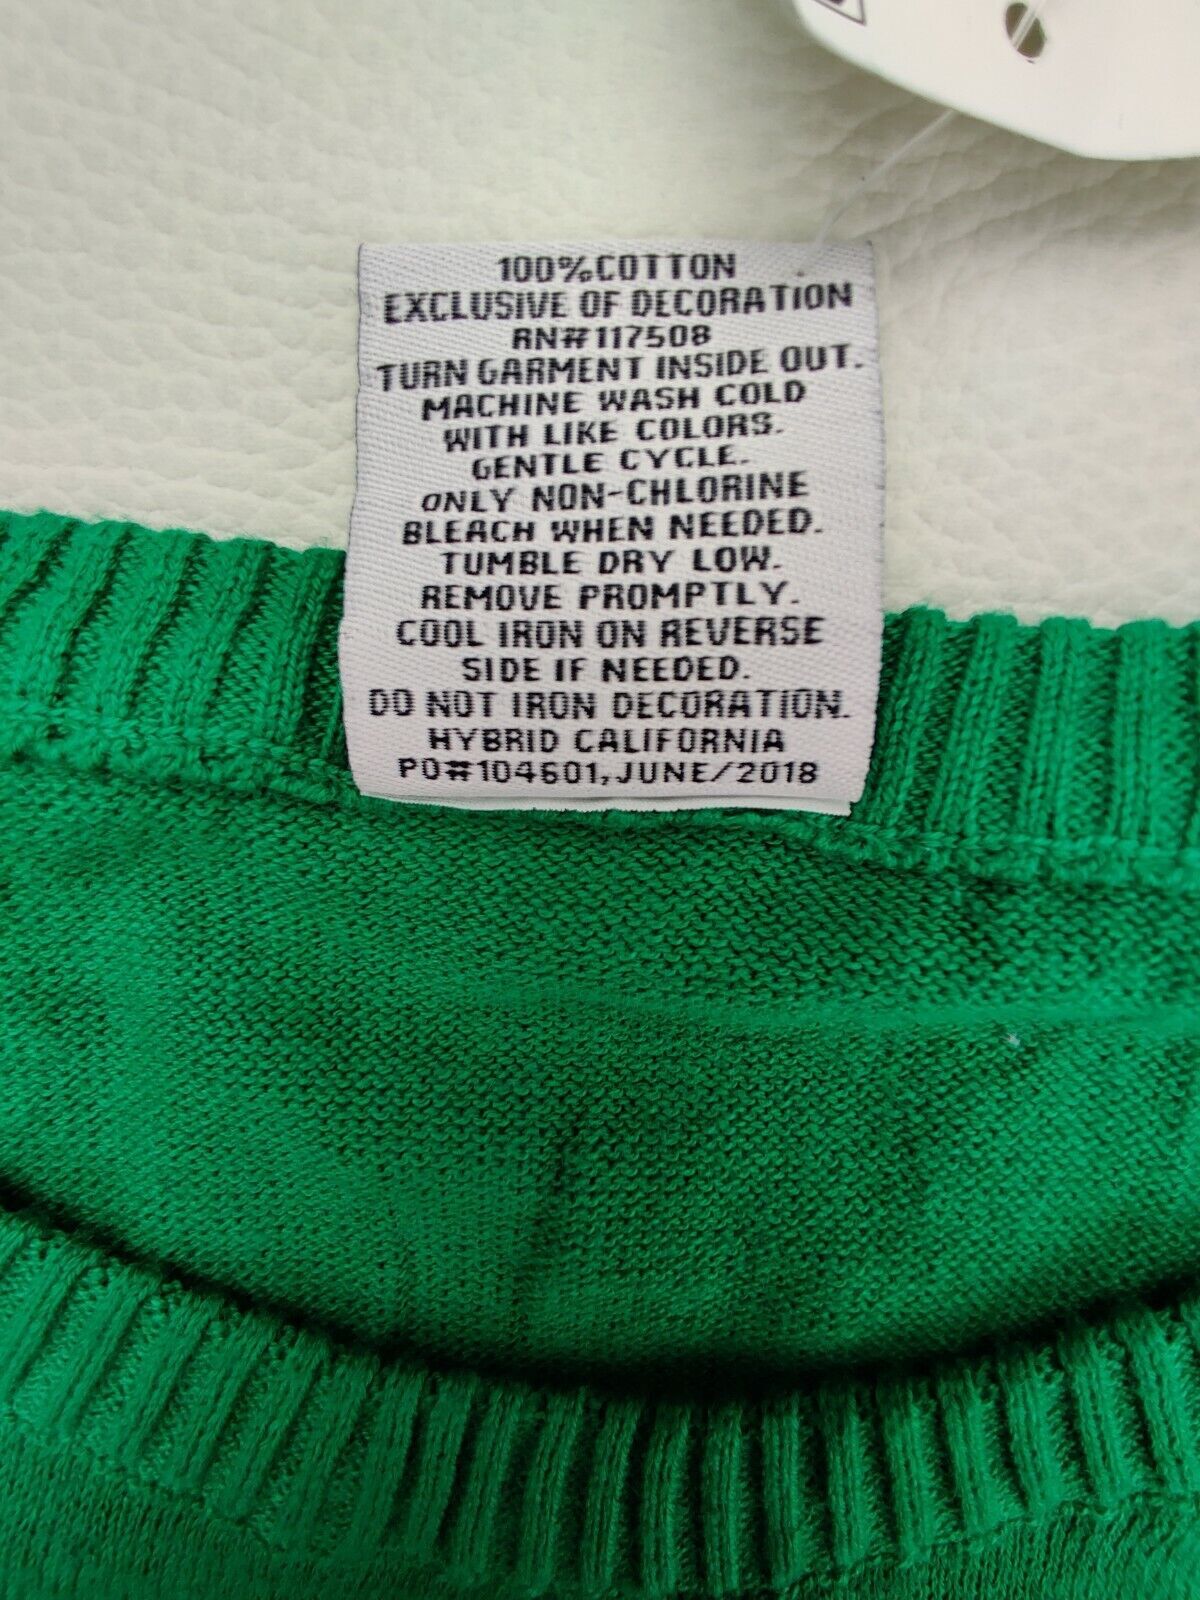 100%COTTON
EXCLUSIVE OF DECORATION
RN#117508
TURN GARMENT INSIDE OUT.
MACHINE WASH COLD
WITH LIKE COLORS.
GENTLE CYCLE.
ONLY NON-CHLORINE
BLEACH WHEN NEEDED.
TUMBLE DRY LOW.
REMOVE PROMPTLY.
COOL IRON ON REVERSE
SIDE IF NEEDED.
DO NOT IRON DECORATION.
HYBRID CALIFORNIA
PO#104601,JUNE/2018